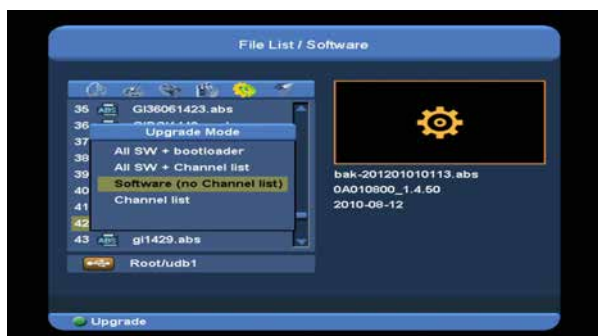 File List / Software
35 GI36061423.abs
36
37
38
39
40
41
42
43 gi1429.abs
Upgrade Mode
All SW + bootloader
All SW + Channel list
Software (no Channel list)
Channel list
Root/udb1
bak-201201010113.abs
0A010800_1.4.50
2010-08-12
Upgrade